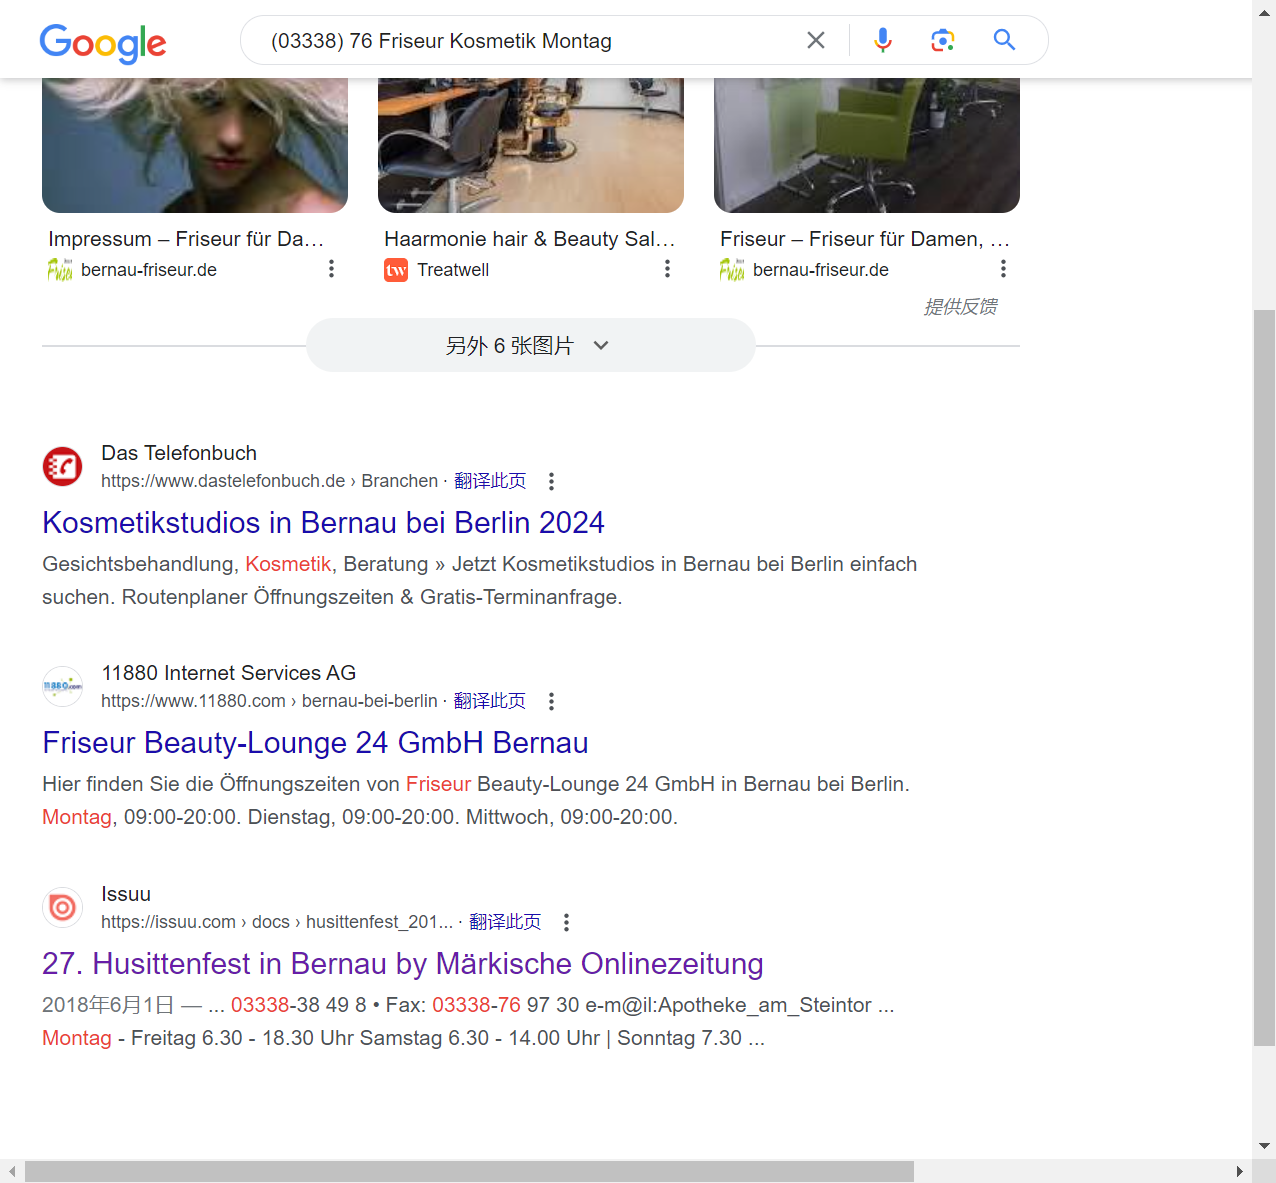 Google
(03338) 76 Friseur Kosmetik Montag
Impressum – Friseur für Da…
Haarmonie hair & Beauty Sal…
Friseur – Friseur für Damen, …
bernau-friseur.de
tw Treatwell
bernau-friseur.de
提供反馈
另外 6 张图片
Das Telefonbuch
https://www.dastelefonbuch.de › Branchen · 翻译此页
Kosmetikstudios in Bernau bei Berlin 2024
Gesichtsbehandlung, Kosmetik, Beratung » Jetzt Kosmetikstudios in Bernau bei Berlin einfach
suchen. Routenplaner Öffnungszeiten & Gratis-Terminanfrage.
11880 Internet Services AG
https://www.11880.com › bernau-bei-berlin · 翻译此页
Friseur Beauty-Lounge 24 GmbH Bernau
Hier finden Sie die Öffnungszeiten von Friseur Beauty-Lounge 24 GmbH in Bernau bei Berlin.
Montag, 09:00-20:00. Dienstag, 09:00-20:00. Mittwoch, 09:00-20:00.
Issuu
https://issuu.com › docs › husittenfest_201... · 翻译此页
27. Husittenfest in Bernau by Märkische Onlinezeitung
2018年6月1日 — ... 03338-38 49 8 • Fax: 03338-76 97 30 e-m@il:Apotheke_am_Steintor ...
Montag - Freitag 6.30 - 18.30 Uhr Samstag 6.30 - 14.00 Uhr | Sonntag 7.30 ...